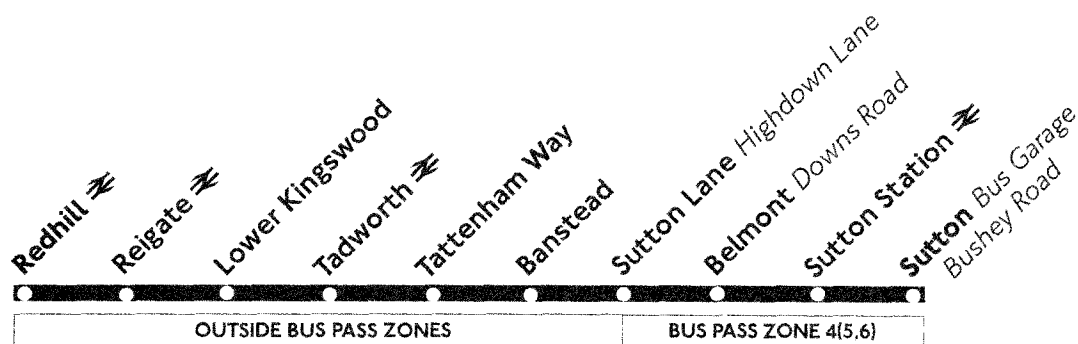 Redhill
Reigate
Lower Kingswood
Tadworth
Tattenham Way
Banstead
Sutton Lane Highdown Lane
Belmont Downs Road
Sutton Station
Sutton Bus Garage
Bushey Road
OUTSIDE BUS PASS ZONES
BUS PASS ZONE 4(5,6)